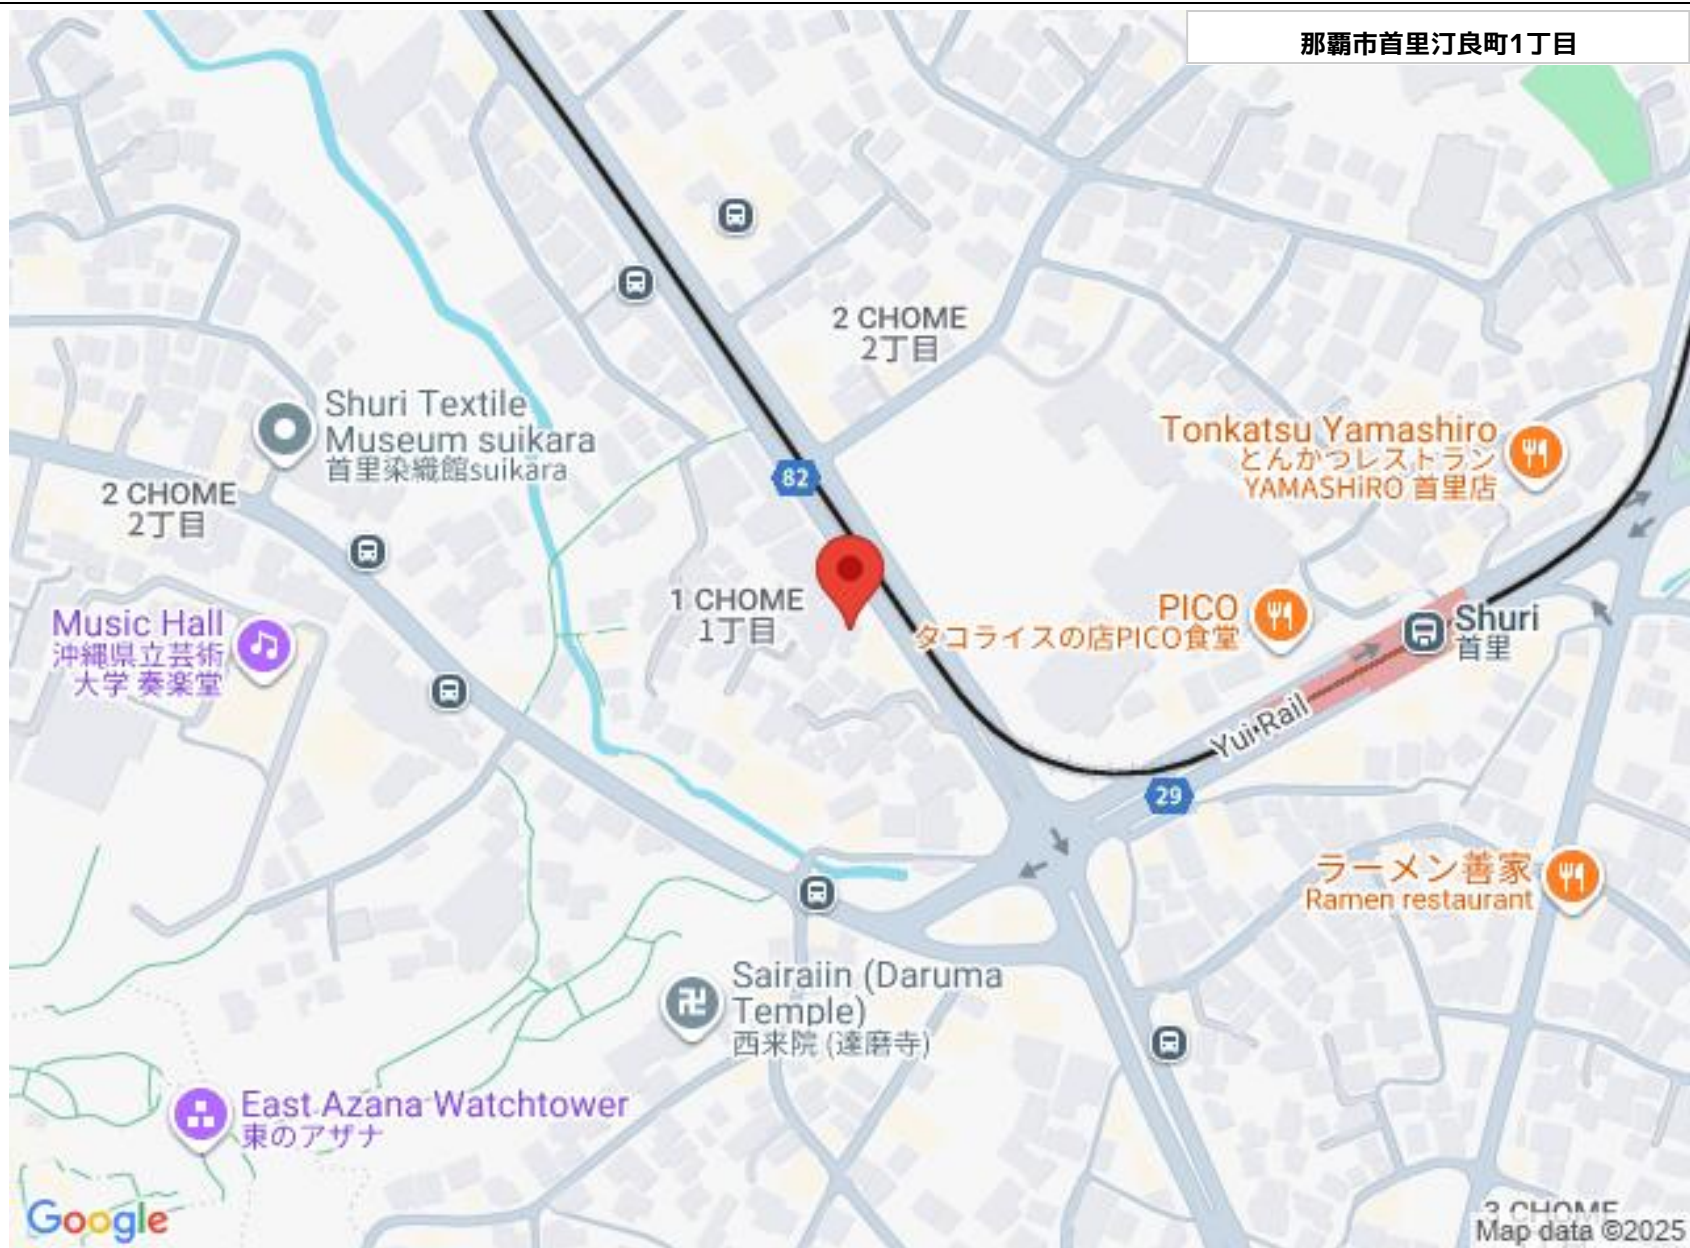 那覇市首里汀良町1丁目
2 CHOME
2丁目
Shuri Textile
Museum suikara
首里染織館suikara
Tonkatsu Yamashiro
とんかつレストラン
YAMASHiRO 首里店
82
2 CHOME
2丁目
1 CHOME
1丁目
PICO
タコライスの店PICO食堂
Shuri
首里
Music Hall
沖縄県立芸術
大学 奏楽堂
Yui Rail
29
ラーメン善家
Ramen restaurant
Sairaiin (Daruma
Temple)
西来院 (達磨寺)
East Azana Watchtower
東のアザナ
Google
3 CHOME
Map data ©2025